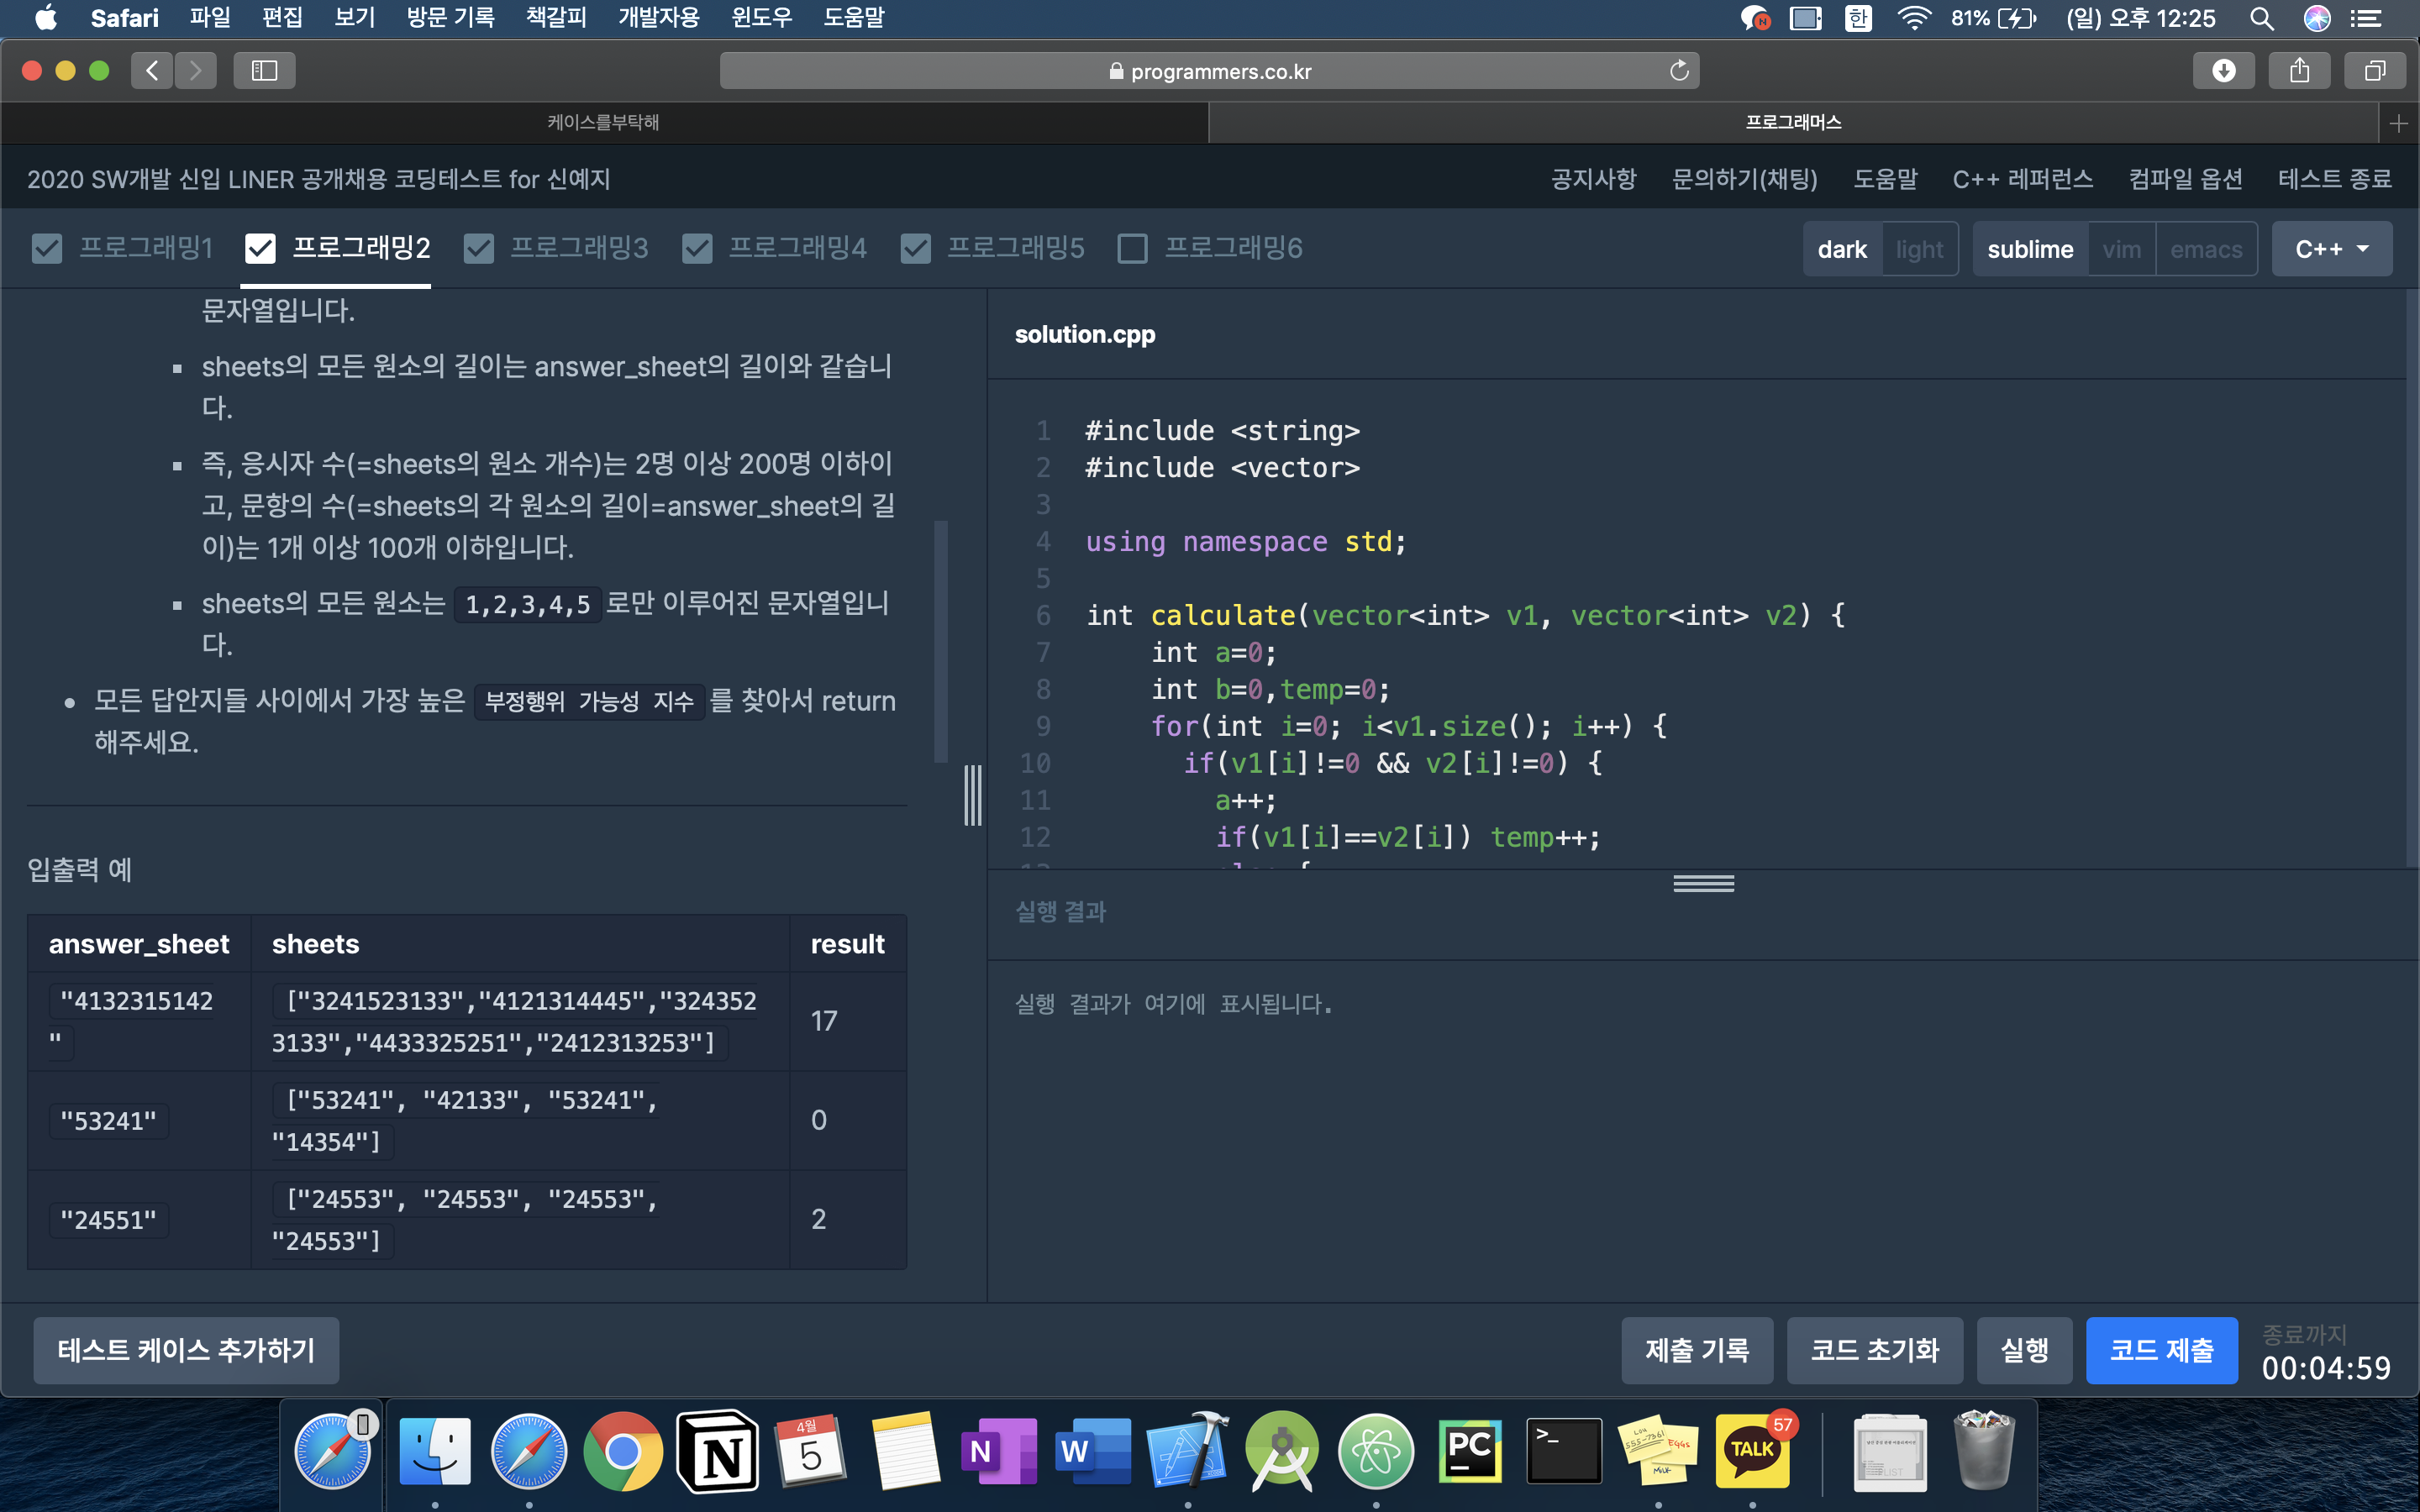 Safari 파일 편집 보기 방문 기록 책갈피 개발자용 윈도우 도움말
한 81% (일) 오후 12:25
programmers.co.kr
케이스를부탁해
프로그래머스
2020 SW개발 신입 LINER 공개채용 코딩테스트 for 신예지
공지사항 문의하기(채팅) 도움말 C++ 레퍼런스 컴파일 옵션 테스트 종료
프로그래밍1 프로그래밍2 프로그래밍3 프로그래밍4 프로그래밍5 프로그래밍6
dark light sublime vim emacs C++
문자열입니다.
▪ sheets의 모든 원소의 길이는 answer_sheet의 길이와 같습니
다.
▪ 즉, 응시자 수(=sheets의 원소 개수)는 2명 이상 200명 이하이
고, 문항의 수(=sheets의 각 원소의 길이=answer_sheet의 길
이)는 1개 이상 100개 이하입니다.
▪ sheets의 모든 원소는 1,2,3,4,5 로만 이루어진 문자열입니
다.
• 모든 답안지들 사이에서 가장 높은 부정행위 가능성 지수 를 찾아서 return
해주세요.
입출력 예
answer_sheet sheets result
"4132315142
"
["3241523133","4121314445","324352
3133","4433325251","2412313253"]
17
"53241"
["53241", "42133", "53241",
"14354"]
0
"24551"
["24553", "24553", "24553",
"24553"]
2
solution.cpp
1 #include <string>
2 #include <vector>
3
4 using namespace std;
5
6 int calculate(vector<int> v1, vector<int> v2) {
7 int a=0;
8 int b=0,temp=0;
9 for(int i=0; i<v1.size(); i++) {
10 if(v1[i]!=0 && v2[i]!=0) {
11 a++;
12 if(v1[i]==v2[i]) temp++;
실행 결과
실행 결과가 여기에 표시됩니다.
테스트 케이스 추가하기
제출 기록 코드 초기화 실행 코드 제출
종료까지
00:04:59
N
4월
5
N
W
PC
>_
EGGS
MILK
TALK
57